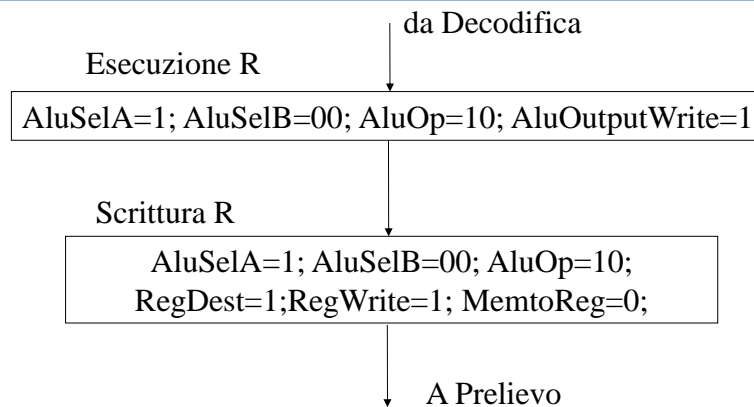 da Decodifica
Esecuzione R
AluSelA=1; AluSelB=00; AluOp=10; AluOutputWrite=1
Scrittura R
AluSelA=1; AluSelB=00; AluOp=10;
RegDest=1;RegWrite=1; MemtoReg=0;
A Prelievo